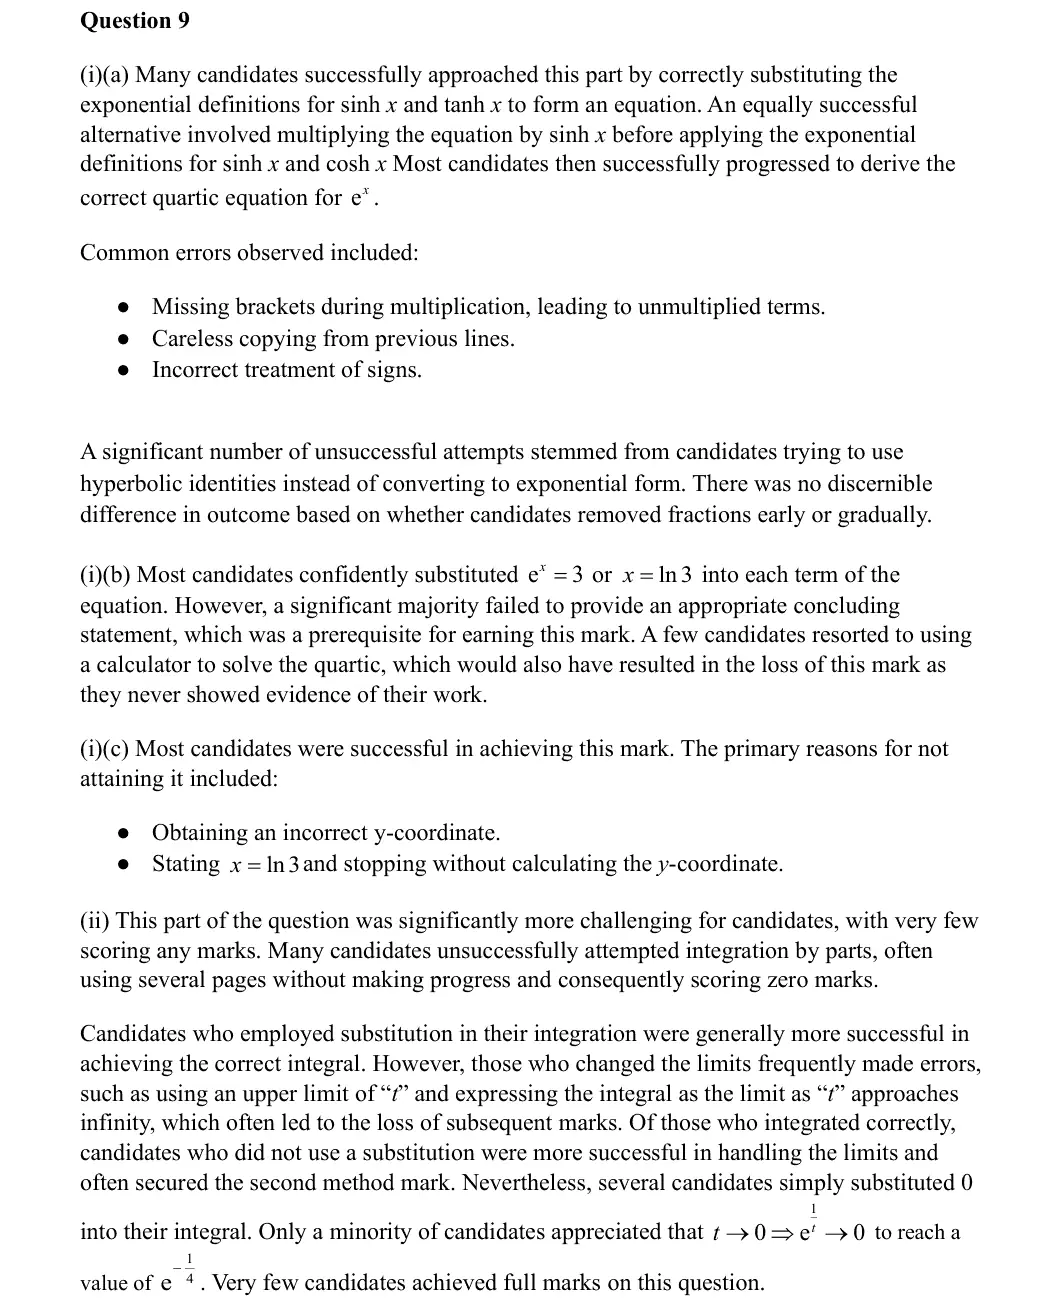 Question 9
(i)(a) Many candidates successfully approached this part by correctly substituting the
exponential definitions for sinh x and tanh x to form an equation. An equally successful
alternative involved multiplying the equation by sinh x before applying the exponential
definitions for sinh x and cosh x Most candidates then successfully progressed to derive the
correct quartic equation for e^x .
Common errors observed included:
● Missing brackets during multiplication, leading to unmultiplied terms.
● Careless copying from previous lines.
● Incorrect treatment of signs.
A significant number of unsuccessful attempts stemmed from candidates trying to use
hyperbolic identities instead of converting to exponential form. There was no discernible
difference in outcome based on whether candidates removed fractions early or gradually.
(i)(b) Most candidates confidently substituted e^x = 3 or x = ln 3 into each term of the
equation. However, a significant majority failed to provide an appropriate concluding
statement, which was a prerequisite for earning this mark. A few candidates resorted to using
a calculator to solve the quartic, which would also have resulted in the loss of this mark as
they never showed evidence of their work.
(i)(c) Most candidates were successful in achieving this mark. The primary reasons for not
attaining it included:
● Obtaining an incorrect y-coordinate.
● Stating x = ln 3 and stopping without calculating the y-coordinate.
(ii) This part of the question was significantly more challenging for candidates, with very few
scoring any marks. Many candidates unsuccessfully attempted integration by parts, often
using several pages without making progress and consequently scoring zero marks.
Candidates who employed substitution in their integration were generally more successful in
achieving the correct integral. However, those who changed the limits frequently made errors,
such as using an upper limit of “t” and expressing the integral as the limit as “t” approaches
infinity, which often led to the loss of subsequent marks. Of those who integrated correctly,
candidates who did not use a substitution were more successful in handling the limits and
often secured the second method mark. Nevertheless, several candidates simply substituted 0
into their integral. Only a minority of candidates appreciated that t → 0 ⇒ e^(1/t) → 0 to reach a
value of e^(-1/4) . Very few candidates achieved full marks on this question.